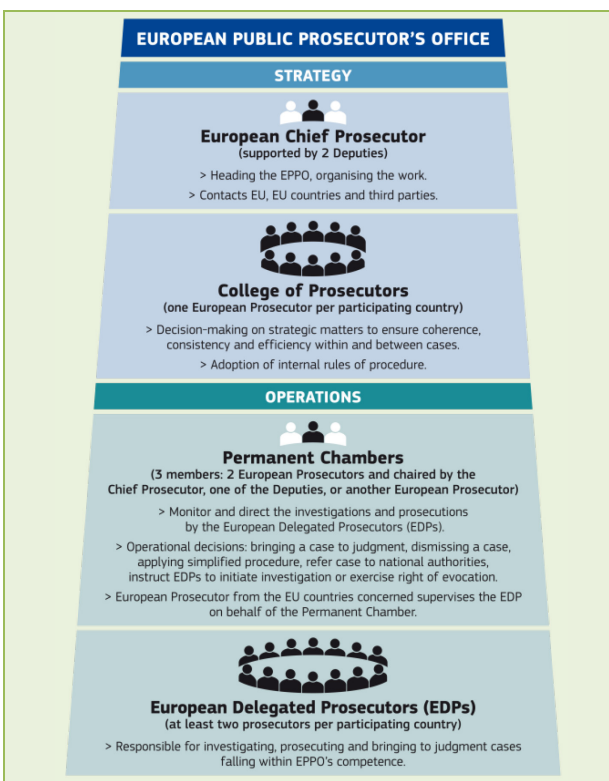 EUROPEAN PUBLIC PROSECUTOR'S OFFICE
STRATEGY
European Chief Prosecutor
(supported by 2 Deputies)
> Heading the EPPO, organising the work.
> Contacts EU, EU countries and third parties.
College of Prosecutors
(one European Prosecutor per participating country)
> Decision-making on strategic matters to ensure coherence,
consistency and efficiency within and between cases.
> Adoption of internal rules of procedure.
OPERATIONS
Permanent Chambers
(3 members: 2 European Prosecutors and chaired by the
Chief Prosecutor, one of the Deputies, or another European Prosecutor)
> Monitor and direct the investigations and prosecutions
by the European Delegated Prosecutors (EDPs).
> Operational decisions: bringing a case to judgment, dismissing a case,
applying simplified procedure, refer case to national authorities,
instruct EDPs to initiate investigation or exercise right of evocation.
> European Prosecutor from the EU countries concerned supervises the EDP
on behalf of the Permanent Chamber.
European Delegated Prosecutors (EDPs)
(at least two prosecutors per participating country)
> Responsible for investigating, prosecuting and bringing to judgment cases
falling within EPPO's competence.